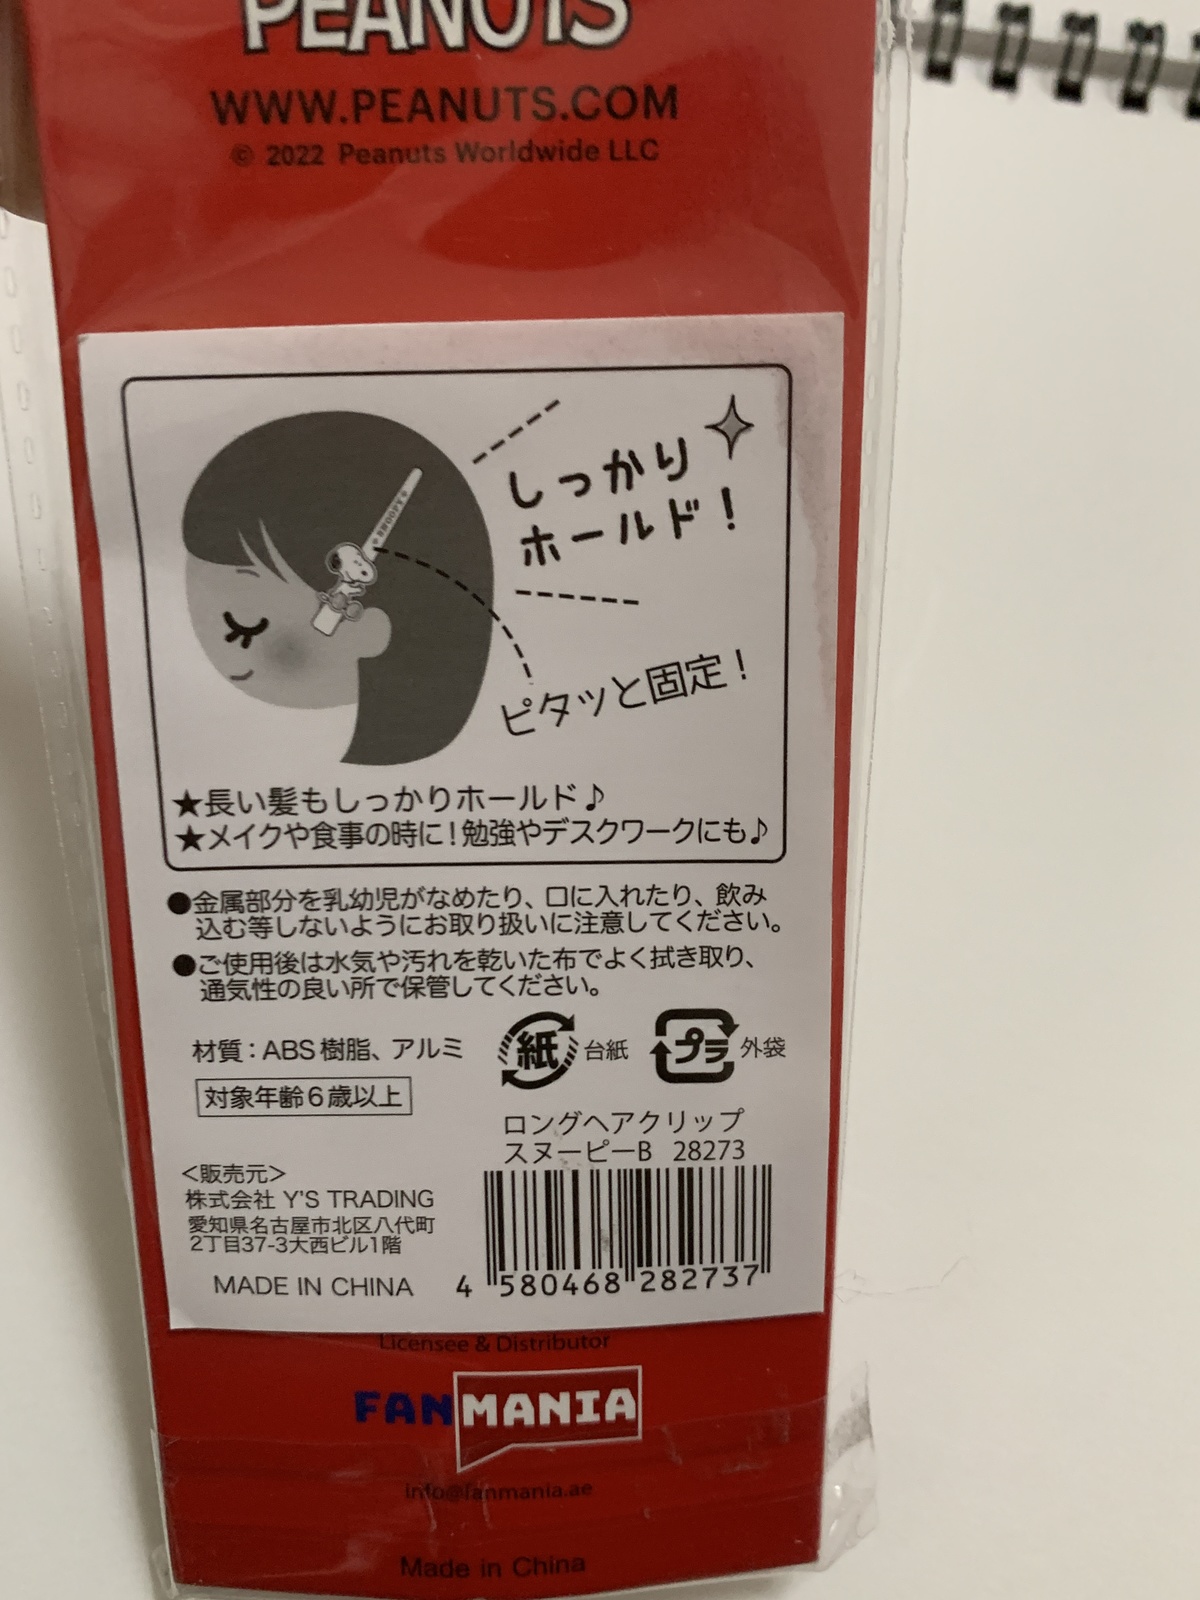 PEANUTS
WWW.PEANUTS.COM
© 2022 Peanuts Worldwide LLC
しっかり
ホールド！
SNOOPY
ピタッと固定！
★長い髪もしっかりホールド♪
★メイクや食事の時に！勉強やデスクワークにも♪
●金属部分を乳幼児がなめたり、口に入れたり、飲み
込む等しないようにお取り扱いに注意してください。
●ご使用後は水気や汚れを乾いた布でよく拭き取り、
通気性の良い所で保管してください。
材質：ABS樹脂、アルミ
紙 台紙 プラ 外袋
対象年齢6歳以上
ロングヘアクリップ
スヌーピーB 28273
<販売元>
株式会社 Y'S TRADING
愛知県名古屋市北区八代町
2丁目37-3大西ビル1階
MADE IN CHINA
4 580468 282737
Licensee & Distributor
FANMANIA
info@fanmania.ae
Made in China